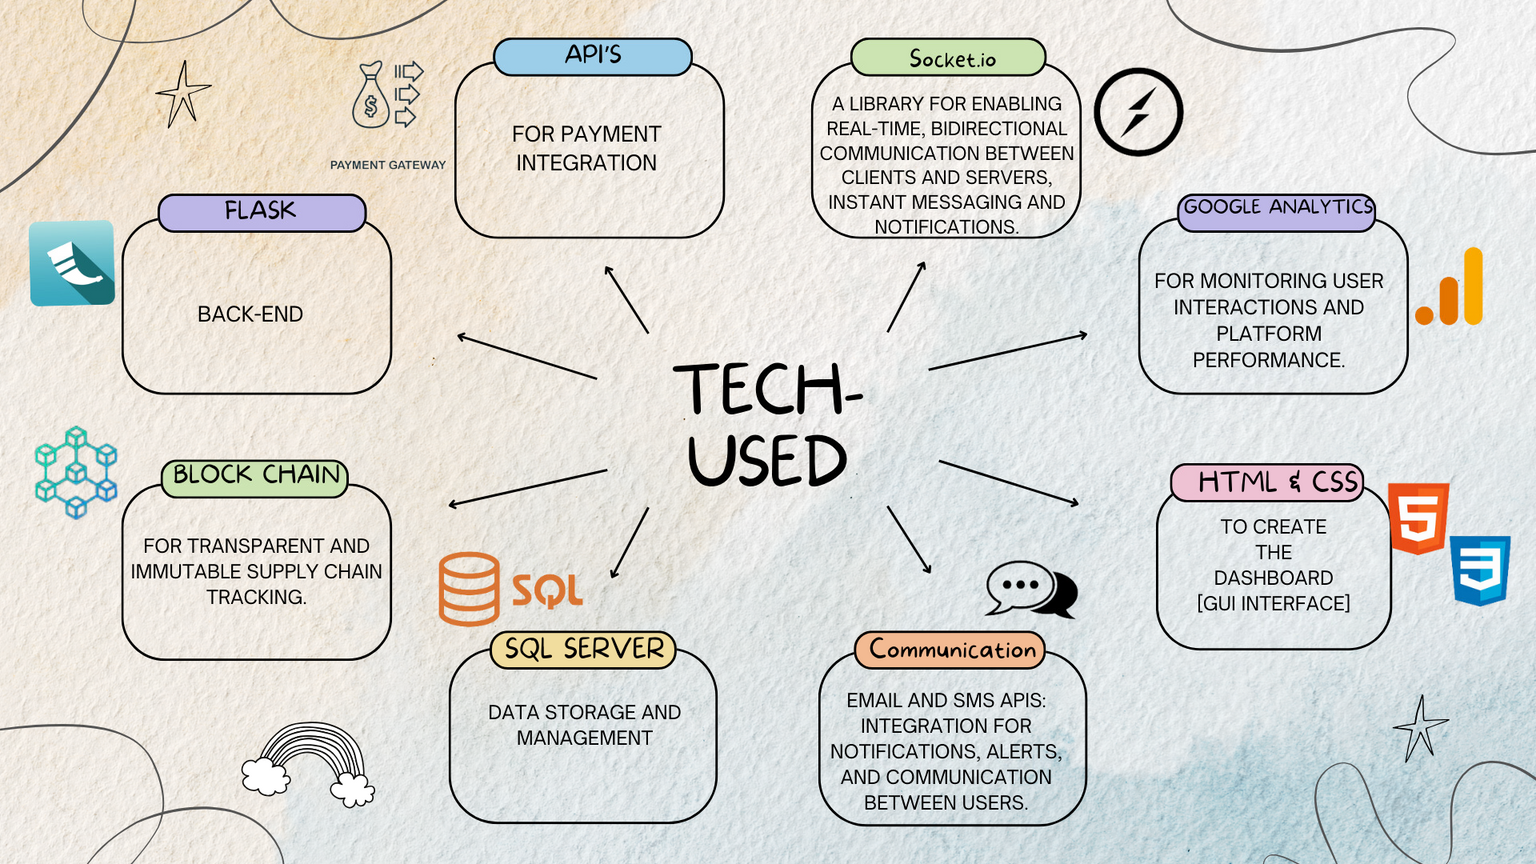 API'S
FOR PAYMENT
INTEGRATION
PAYMENT GATEWAY
$
Socket.io
A LIBRARY FOR ENABLING
REAL-TIME, BIDIRECTIONAL
COMMUNICATION BETWEEN
CLIENTS AND SERVERS,
INSTANT MESSAGING AND
NOTIFICATIONS.
FLASK
BACK-END
GOOGLE ANALYTICS
FOR MONITORING USER
INTERACTIONS AND
PLATFORM
PERFORMANCE.
TECH-
USED
BLOCK CHAIN
FOR TRANSPARENT AND
IMMUTABLE SUPPLY CHAIN
TRACKING.
HTML & CSS
TO CREATE
THE
DASHBOARD
[GUI INTERFACE]
5
3
SQL
SQL SERVER
DATA STORAGE AND
MANAGEMENT
Communication
EMAIL AND SMS APIS:
INTEGRATION FOR
NOTIFICATIONS, ALERTS,
AND COMMUNICATION
BETWEEN USERS.